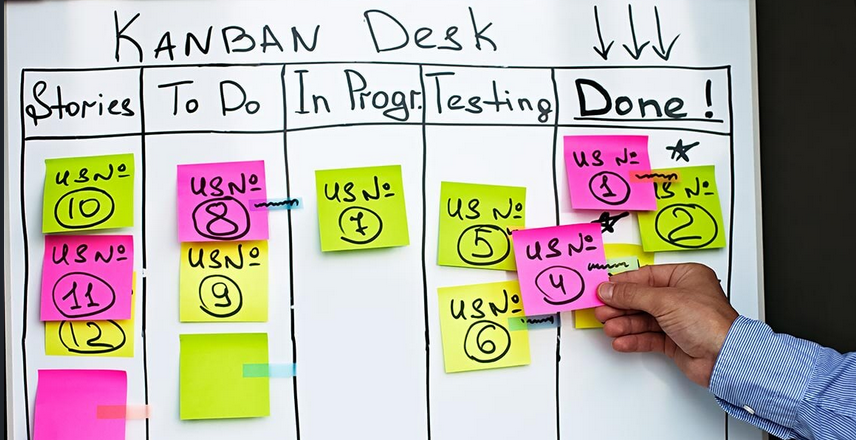 KANBAN Desk
Stories
To Do
In Progr.
Testing
Done!
US Nº
10
US Nº
11
12
US Nº
8
US Nº
9
US Nº
7
US Nº
5
US Nº
6
US Nº
4
US Nº
1
US Nº
2